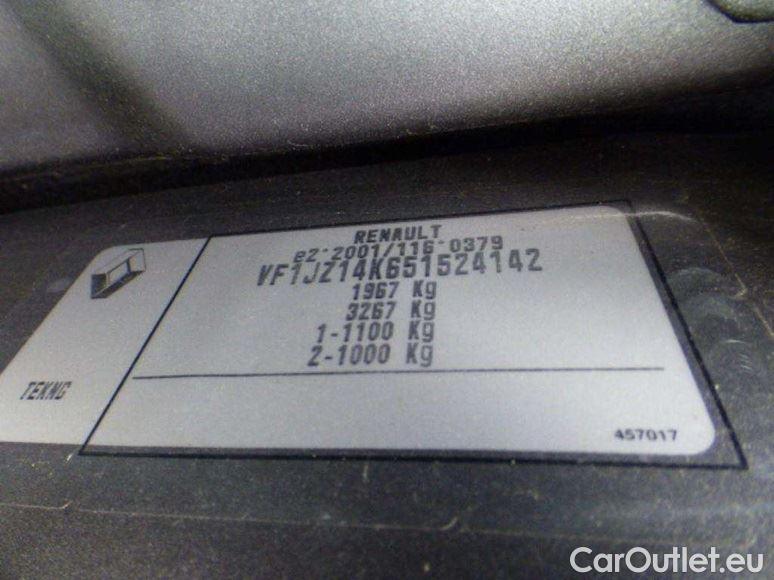 RENAULT
e2*2001/116*0379
VF1JZ14K651524142
1967 Kg
3267 Kg
1-1100 Kg
2-1000 Kg
TEKNG
457017
CarOutlet.eu